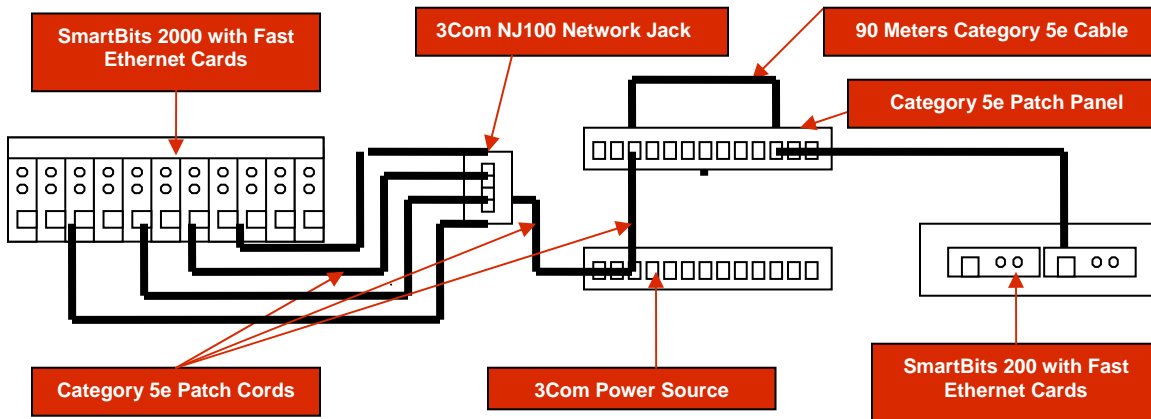 SmartBits 2000 with Fast
Ethernet Cards
3Com NJ100 Network Jack
90 Meters Category 5e Cable
Category 5e Patch Panel
Category 5e Patch Cords
3Com Power Source
SmartBits 200 with Fast
Ethernet Cards